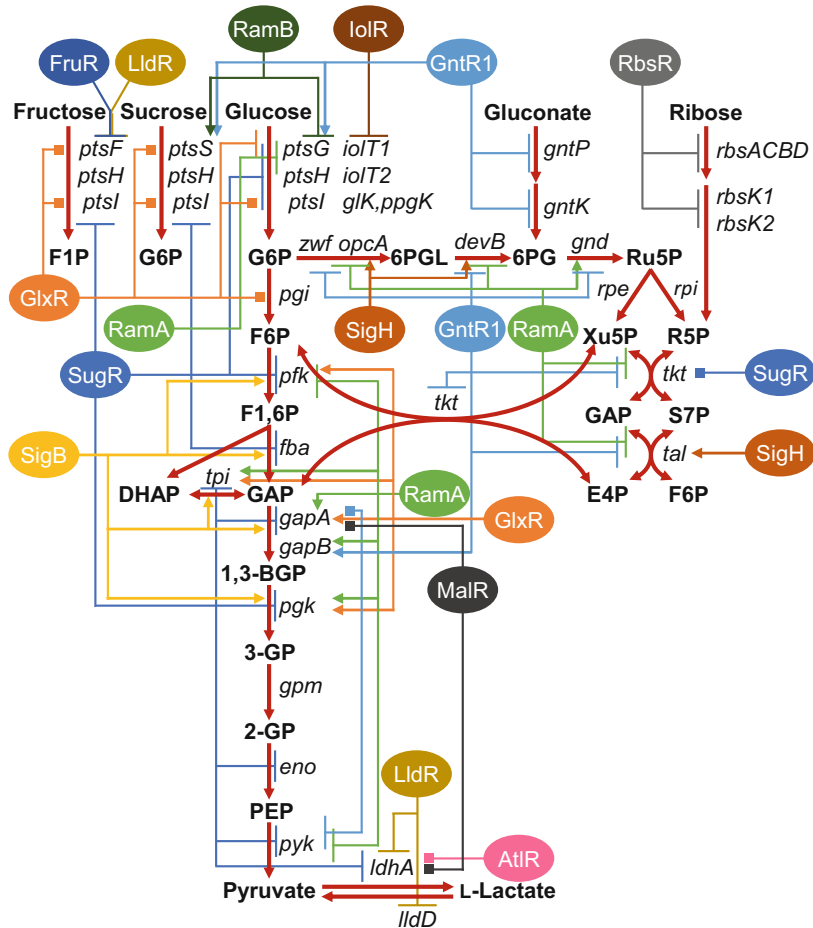 RamB IolR
FruR LldR GntR1 RbsR
Fructose Sucrose Glucose Gluconate Ribose
ptsF ptsS ptsG iolT1 gntP rbsACBD
ptsH ptsH ptsH iolT2
ptsI ptsI ptsI glK,ppgK gntK rbsK1
rbsK2
F1P G6P G6P zwf opcA 6PGL devB 6PG gnd Ru5P
GlxR pgi rpe rpi
RamA SigH GntR1 RamA
F6P Xu5P R5P
SugR pfk tkt tkt SugR
F1,6P GAP S7P
SigB fba tal SigH
tpi
DHAP GAP RamA E4P F6P
gapA GlxR
gapB
1,3-BGP MalR
pgk
3-GP
gpm
2-GP
eno LldR
PEP
pyk
ldhA AtlR
Pyruvate L-Lactate
lldD